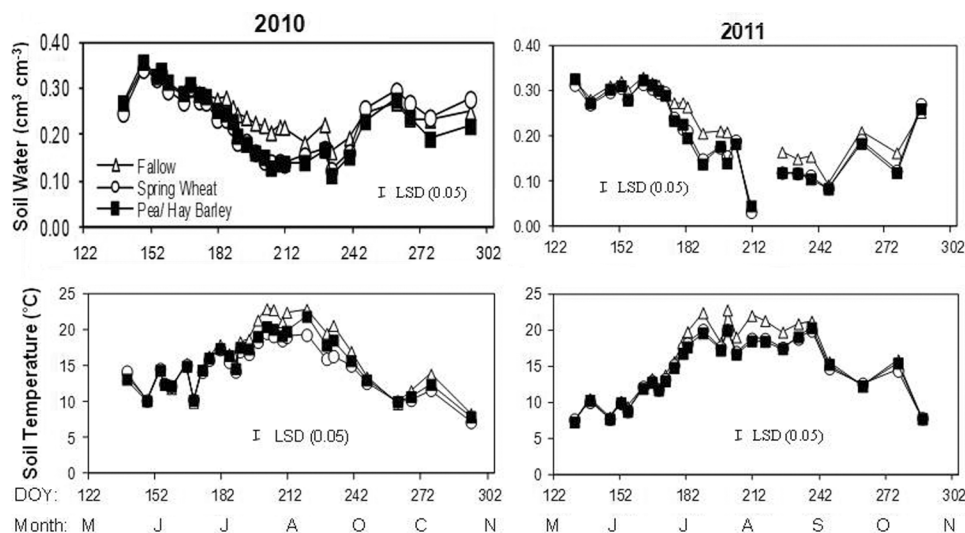 2010
2011
Soil Water (cm³ cm⁻³)
0.40
0.30
0.20
0.10
0.00
Fallow
Spring Wheat
Pea/ Hay Barley
LSD (0.05)
122 152 182 212 242 272 302
0.40
0.30
0.20
0.10
0.00
LSD (0.05)
122 152 182 212 242 272 302
Soil Temperature (°C)
25
20
15
10
5
0
LSD (0.05)
25
20
15
10
5
0
LSD (0.05)
DOY: 122 152 182 212 242 272 302 122 152 182 212 242 272 302
Month: M J J A O C N M J J A S O N